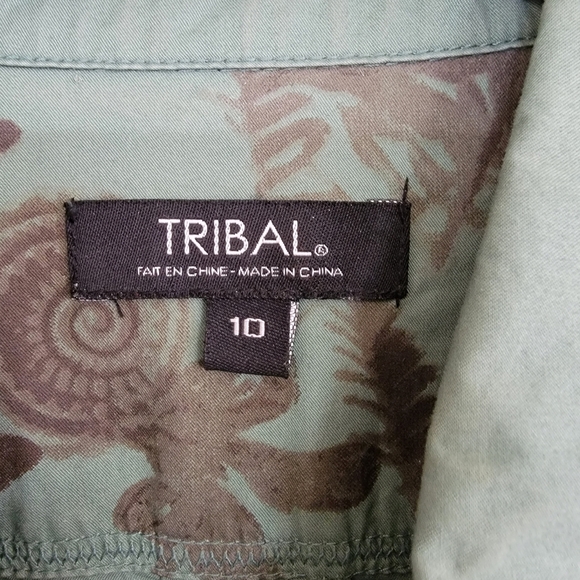 TRIBAL®
FAIT EN CHINE - MADE IN CHINA
10